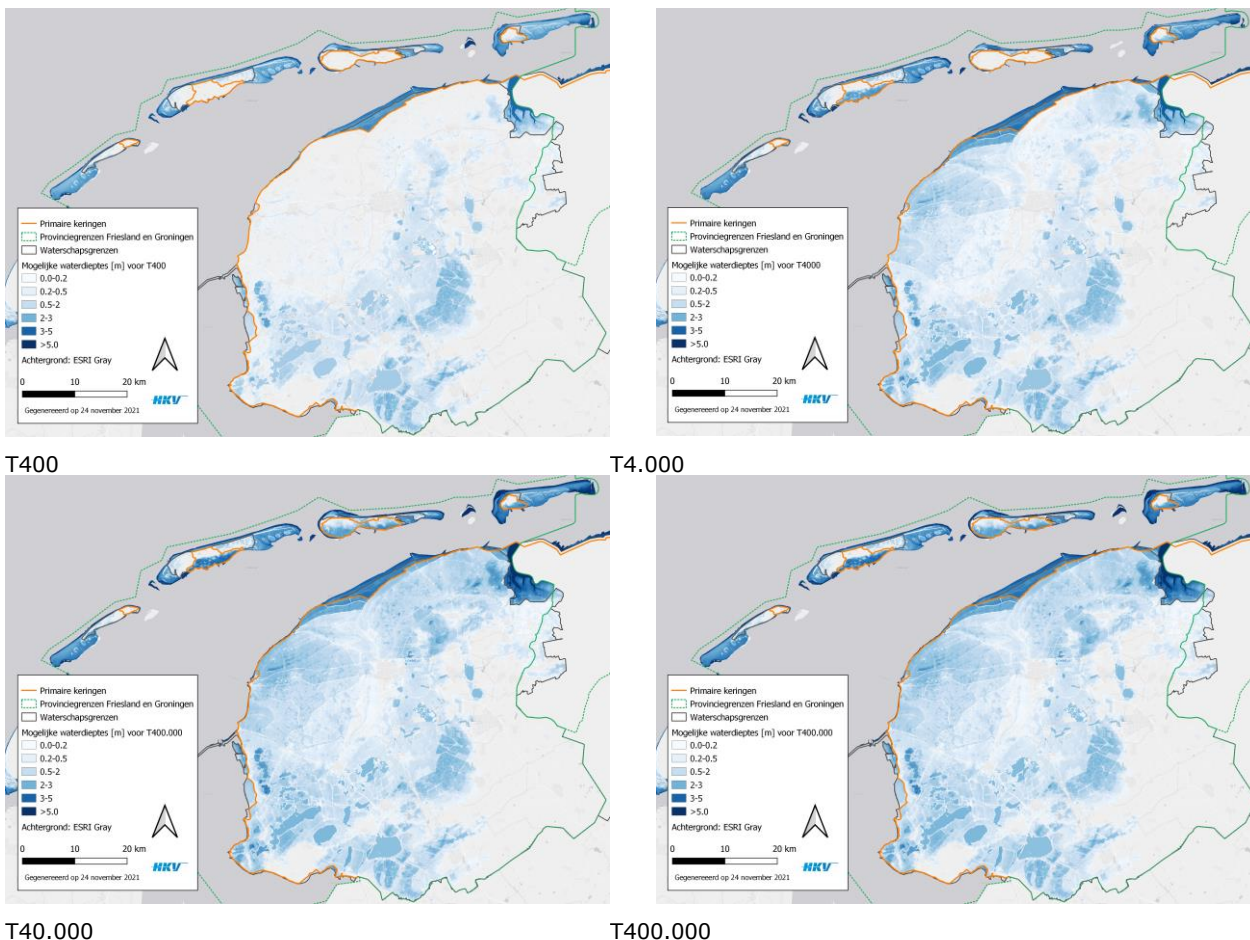 Primaire keringen
Provinciegrenzen Friesland en Groningen
Waterschapsgrenzen
Mogelijke waterdieptes [m] voor T400
0.0-0.2
0.2-0.5
0.5-2
2-3
3-5
>5.0
Achtergrond: ESRI Gray
0 10 20 km
HKV
Gegenereerd op 24 november 2021
T400
Primaire keringen
Provinciegrenzen Friesland en Groningen
Waterschapsgrenzen
Mogelijke waterdieptes [m] voor T4000
0.0-0.2
0.2-0.5
0.5-2
2-3
3-5
>5.0
Achtergrond: ESRI Gray
0 10 20 km
HKV
Gegenereerd op 24 november 2021
T4.000
Primaire keringen
Provinciegrenzen Friesland en Groningen
Waterschapsgrenzen
Mogelijke waterdieptes [m] voor T400.000
0.0-0.2
0.2-0.5
0.5-2
2-3
3-5
>5.0
Achtergrond: ESRI Gray
0 10 20 km
HKV
Gegenereerd op 24 november 2021
T40.000
Primaire keringen
Provinciegrenzen Friesland en Groningen
Waterschapsgrenzen
Mogelijke waterdieptes [m] voor T400.000
0.0-0.2
0.2-0.5
0.5-2
2-3
3-5
>5.0
Achtergrond: ESRI Gray
0 10 20 km
HKV
Gegenereerd op 24 november 2021
T400.000